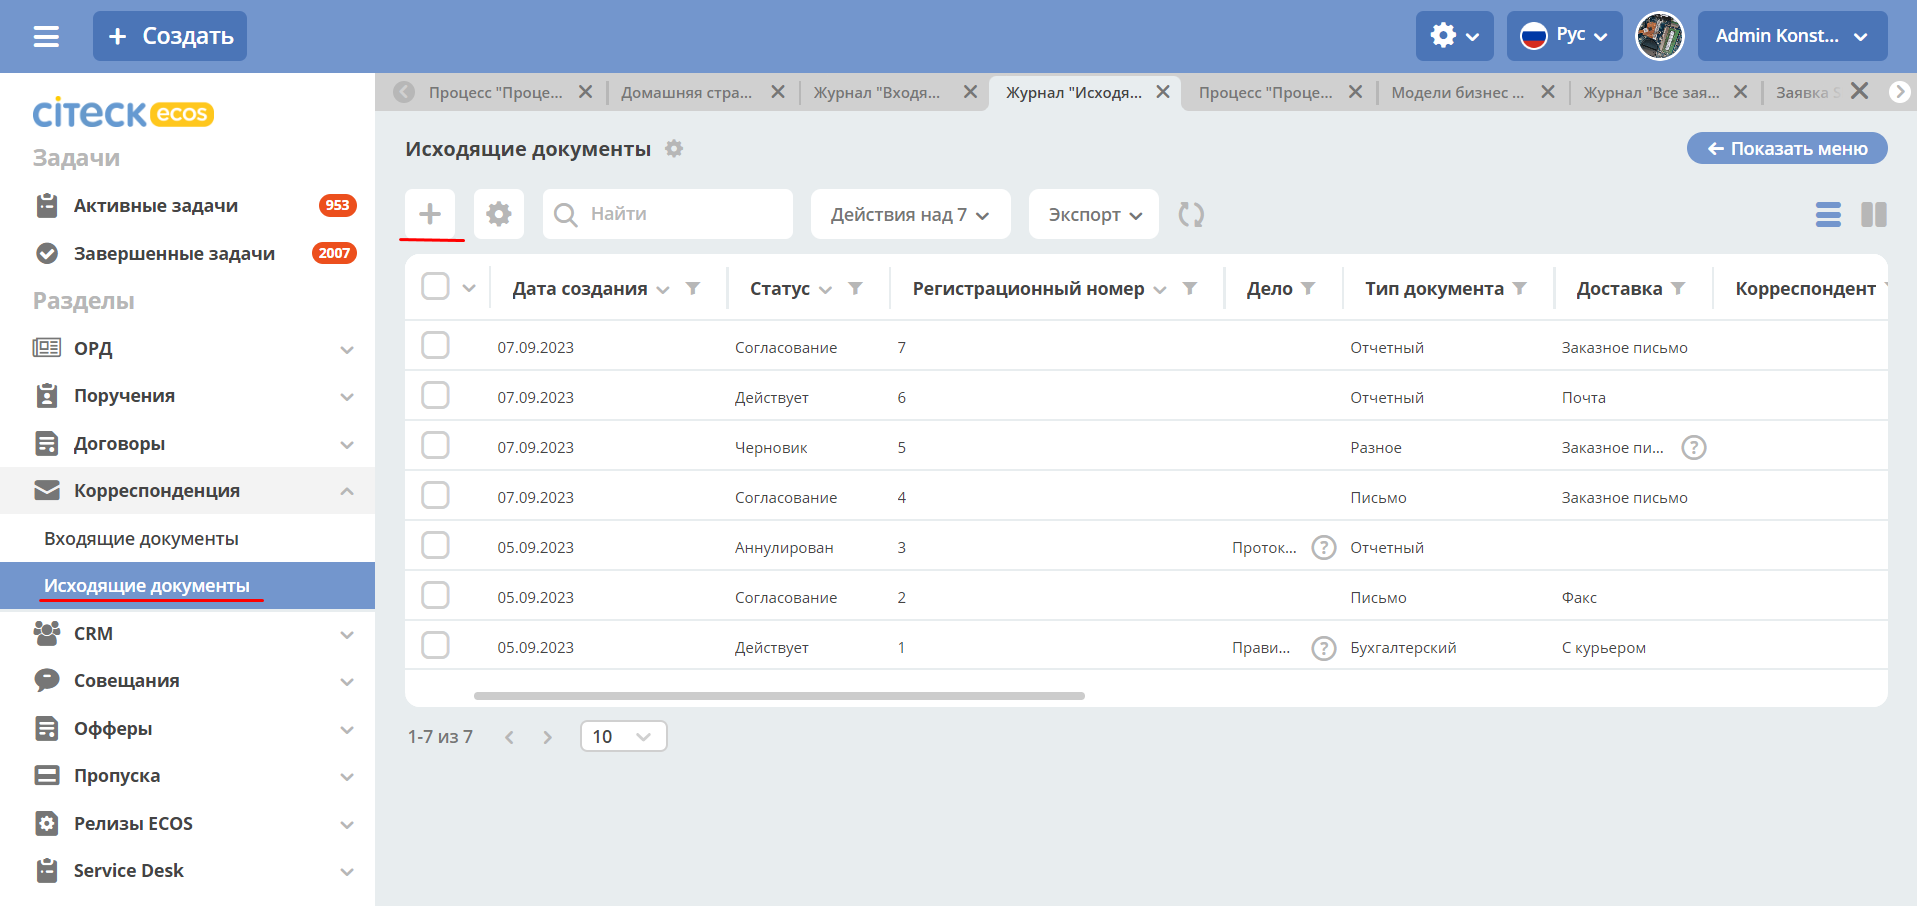 + Создать
Рус
Admin Konst...
citeck ecos
Задачи
Активные задачи 953
Завершенные задачи 2007
Разделы
ОРД
Поручения
Договоры
Корреспонденция
Входящие документы
Исходящие документы
CRM
Совещания
Офферы
Пропуска
Релизы ECOS
Service Desk
Процесс "Проце... Домашняя стра... Журнал "Входя... Журнал "Исходя... Процесс "Проце... Модели бизнес ... Журнал "Все зая... Заявка S
Исходящие документы
Показать меню
Найти
Действия над 7
Экспорт
Дата создания Статус Регистрационный номер Дело Тип документа Доставка Корреспондент
07.09.2023 Согласование 7 Отчетный Заказное письмо
07.09.2023 Действует 6 Отчетный Почта
07.09.2023 Черновик 5 Разное Заказное пи... ?
07.09.2023 Согласование 4 Письмо Заказное письмо
05.09.2023 Аннулирован 3 Проток... ? Отчетный
05.09.2023 Согласование 2 Письмо Факс
05.09.2023 Действует 1 Прави... ? Бухгалтерский С курьером
1-7 из 7
10